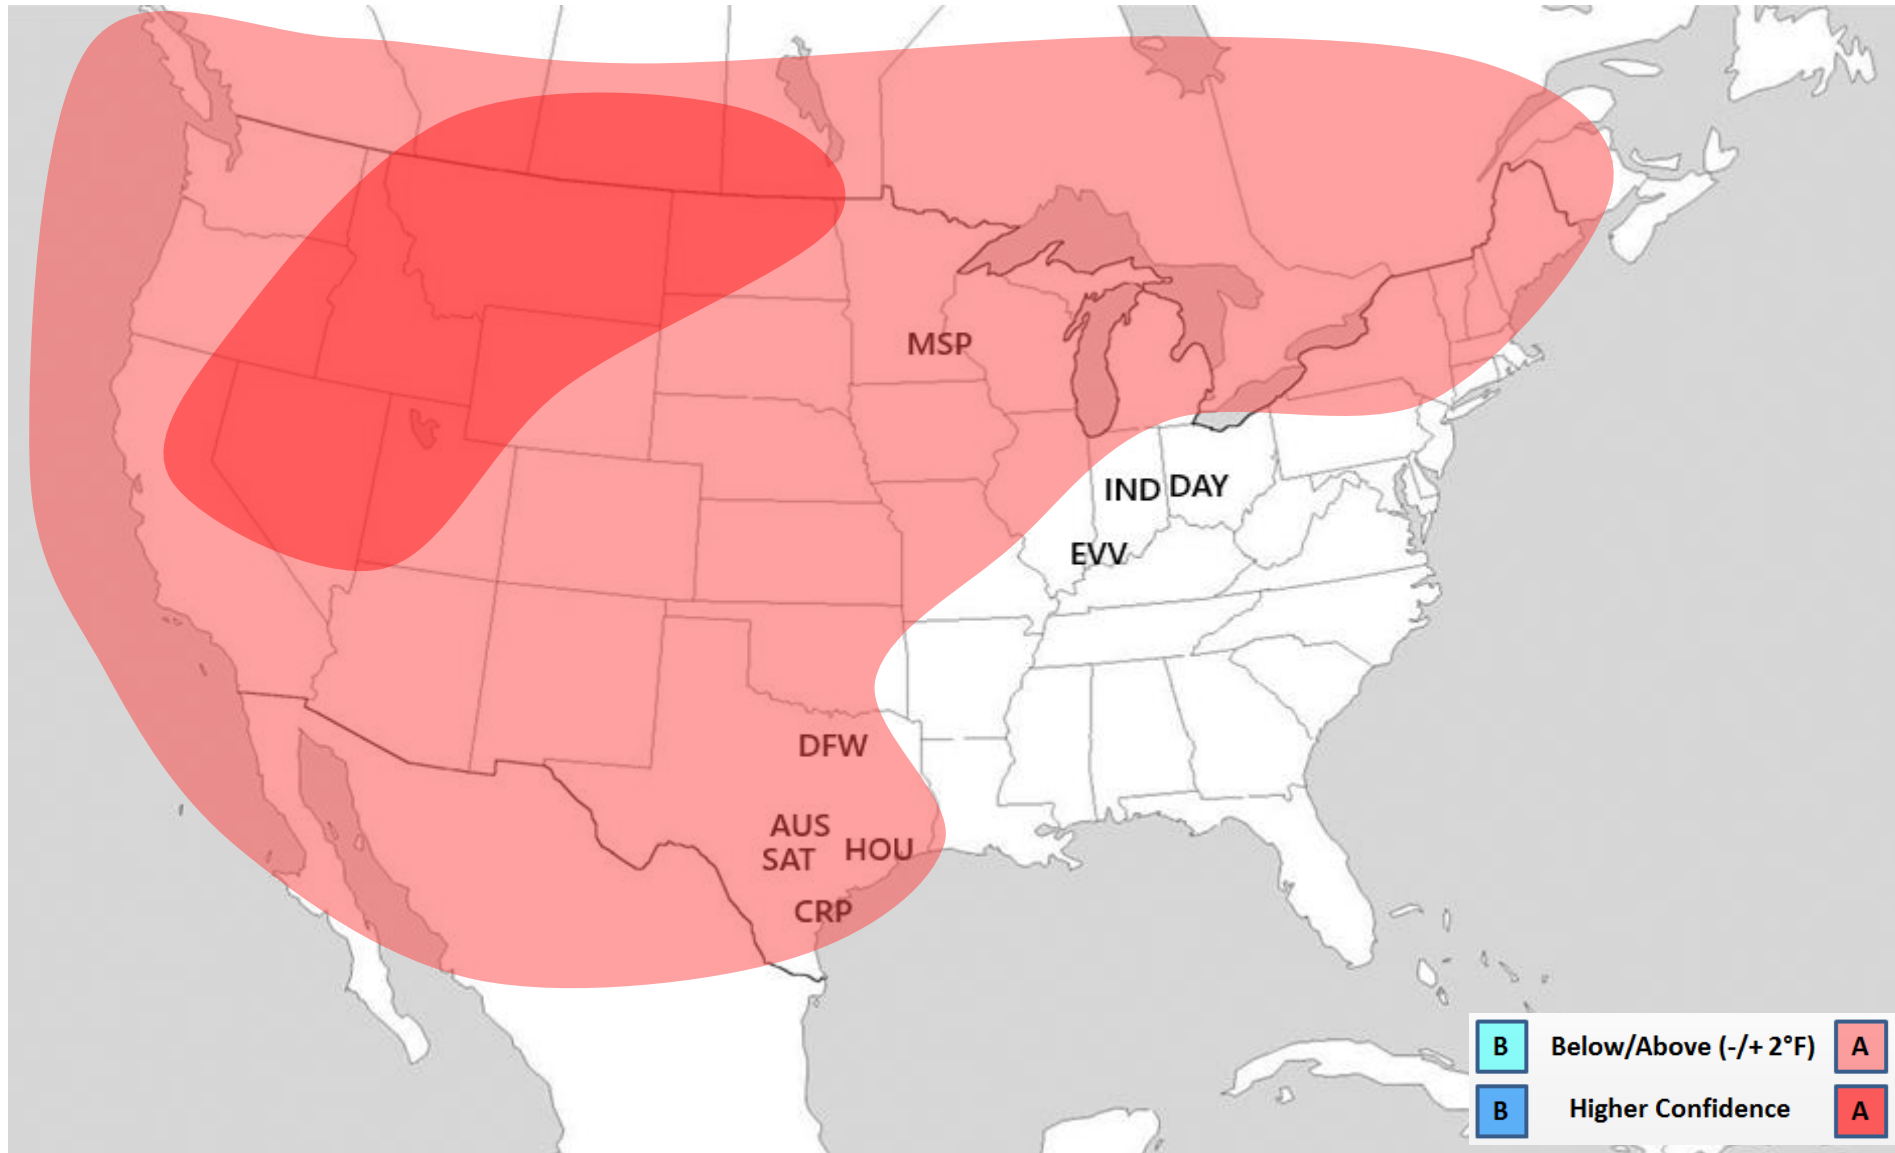 MSP
IND DAY
EVV
DFW
AUS
SAT HOU
CRP
B Below/Above (-/+ 2°F) A
B Higher Confidence A